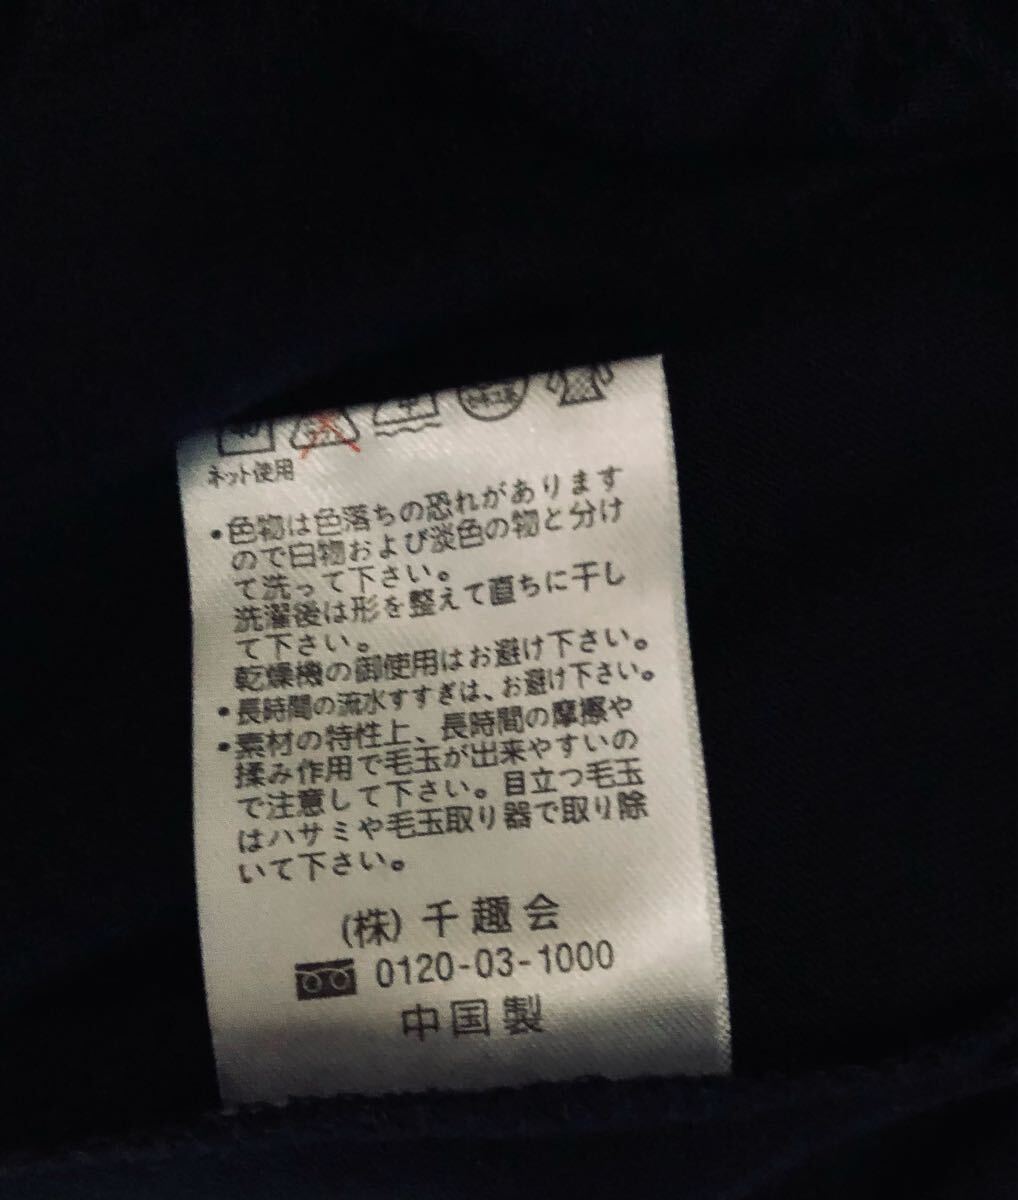 ネット使用
•色物は色落ちの恐れがあります
ので白物および淡色の物と分け
て洗って下さい。
洗濯後は形を整えて直ちに干し
て下さい。
乾燥機の御使用はお避け下さい。
•長時間の流水すすぎは、お避け下さい。
•素材の特性上、長時間の摩擦や
揉み作用で毛玉が出来やすいの
で注意して下さい。目立つ毛玉
はハサミや毛玉取り器で取り除
いて下さい。
(株)千趣会
0120-03-1000
中国製